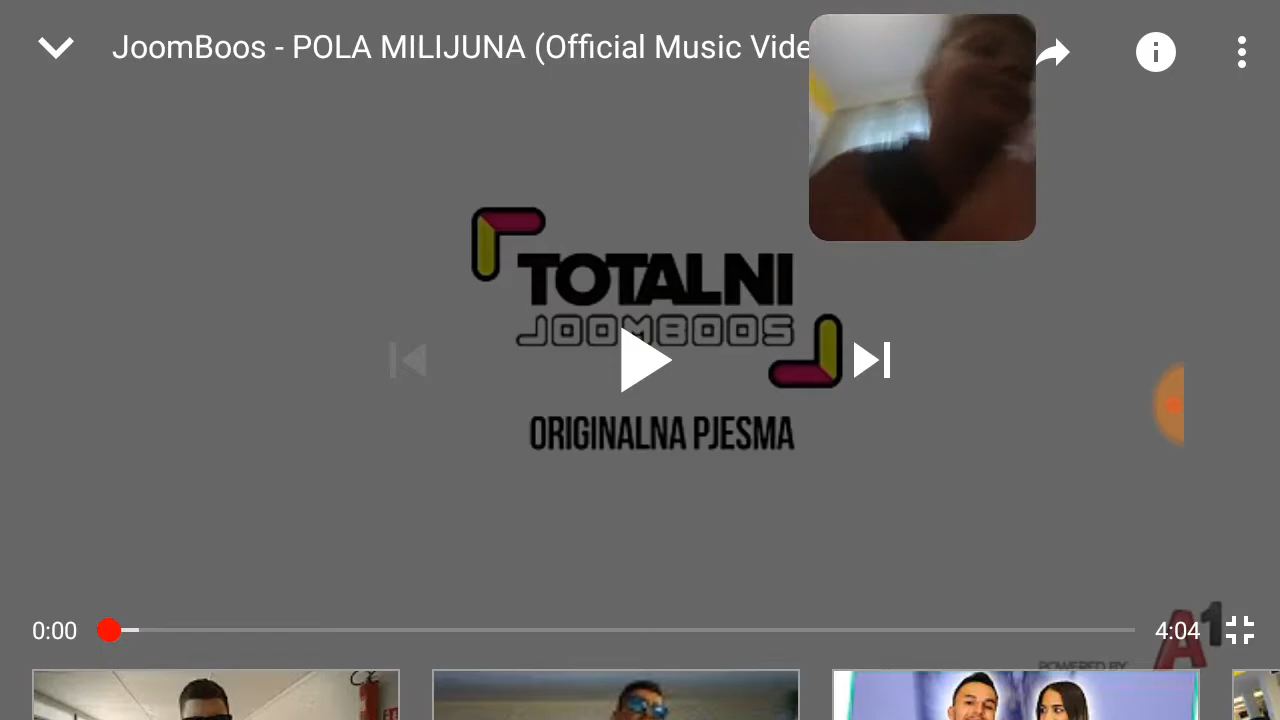 JoomBoos - POLA MILIJUNA (Official Music Vide
TOTALNI
JOOMBOOS
ORIGINALNA PJESMA
0:00
4:04
A1
POWERED BY